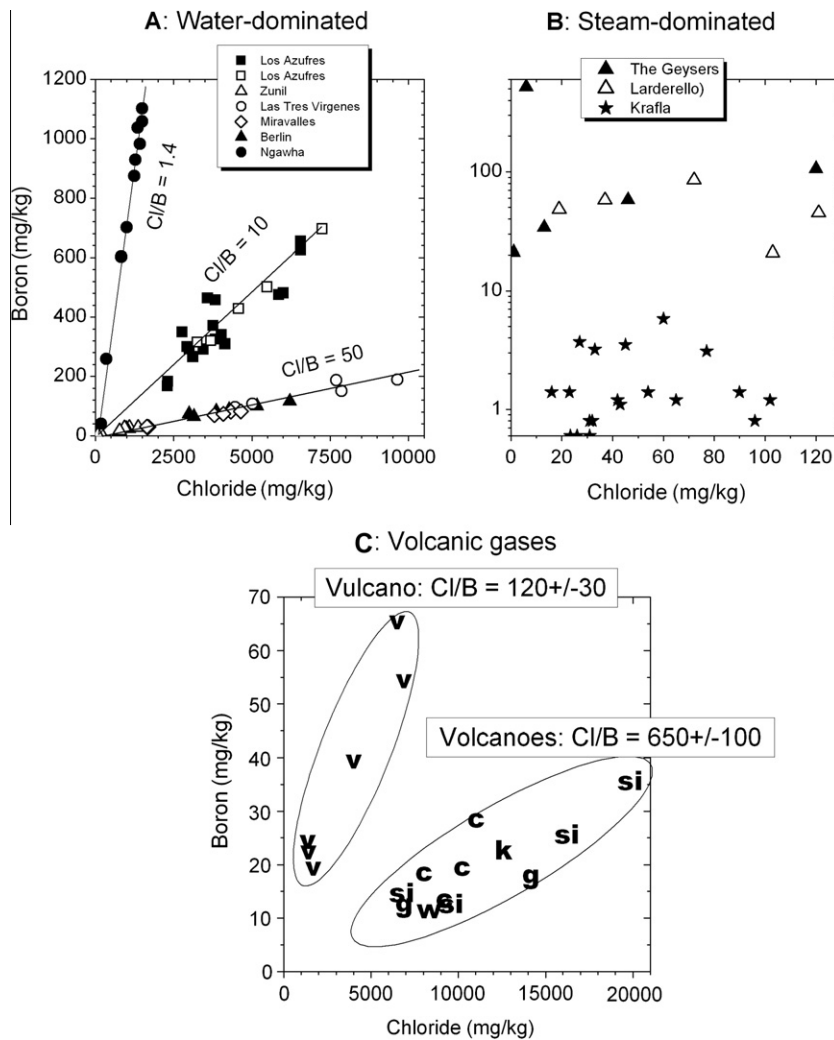 A: Water-dominated
Los Azufres
Los Azufres
Zunil
Las Tres Virgenes
Miravalles
Berlin
Ngawha
1200
1000
800
600
400
200
0
Boron (mg/kg)
Cl/B = 1.4
Cl/B = 10
Cl/B = 50
0 2500 5000 7500 10000
Chloride (mg/kg)
B: Steam-dominated
The Geysers
Larderello)
Krafla
100
10
1
0 20 40 60 80 100 120
Chloride (mg/kg)
C: Volcanic gases
Vulcano: Cl/B = 120+/-30
Volcanoes: Cl/B = 650+/-100
70
60
50
40
30
20
10
0
Boron (mg/kg)
v
v
v
v
v
v
si
c
si
k
c
c
g
si
g
c
si
w
0 5000 10000 15000 20000
Chloride (mg/kg)